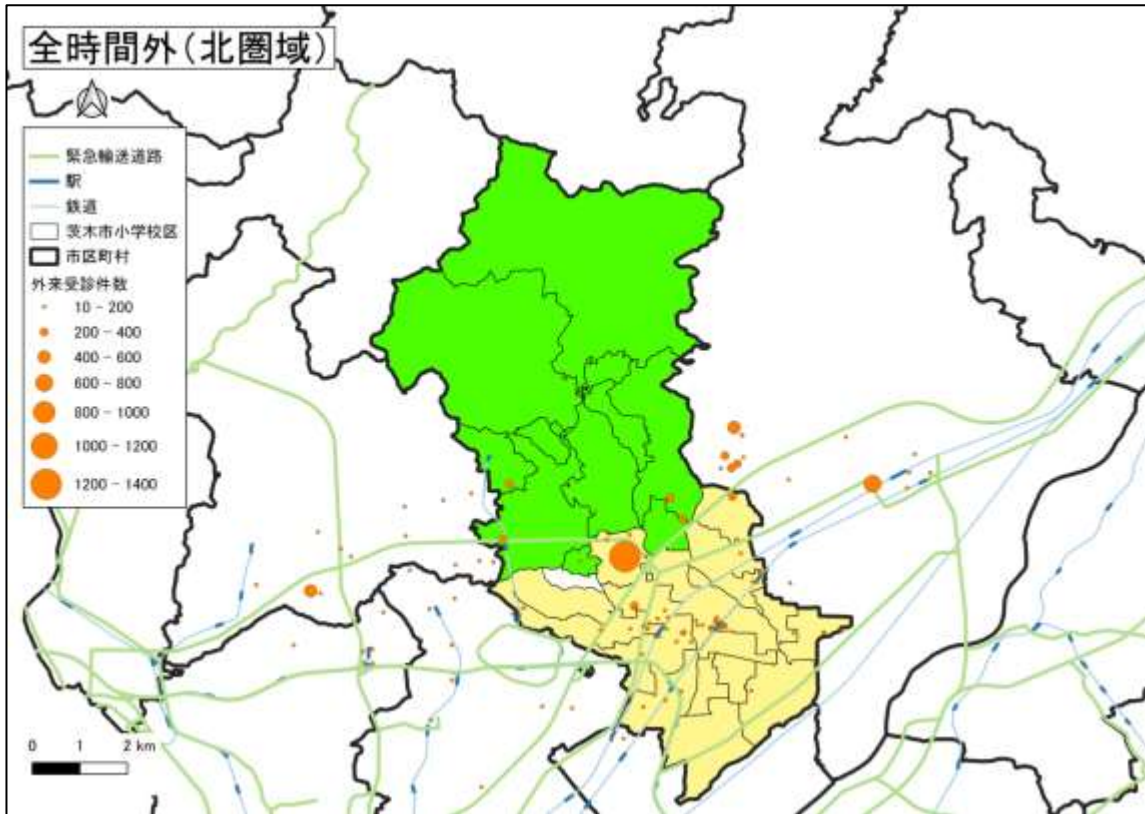 全時間外(北圏域)
緊急輸送道路
駅
鉄道
茨木市小学校区
市区町村
外来受診件数
10 - 200
200 - 400
400 - 600
600 - 800
800 - 1000
1000 - 1200
1200 - 1400
0 1 2 km